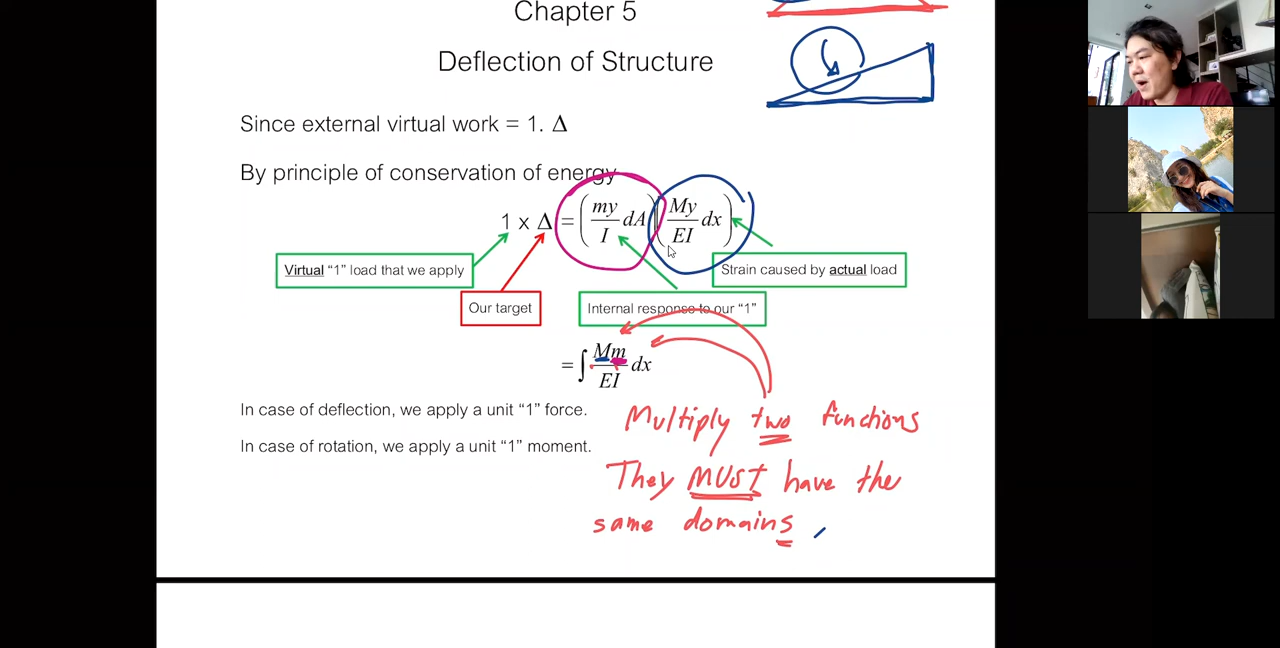 Chapter 5
Deflection of Structure
Since external virtual work = 1. Δ
By principle of conservation of energy
1 x Δ = (my/I dA)(My/EI dx)
Virtual “1” load that we apply
Strain caused by actual load
Our target
Internal response to our “1”
= ∫ Mm/EI dx
In case of deflection, we apply a unit “1” force.
In case of rotation, we apply a unit “1” moment.
Multiply two functions
They MUST have the
same domains